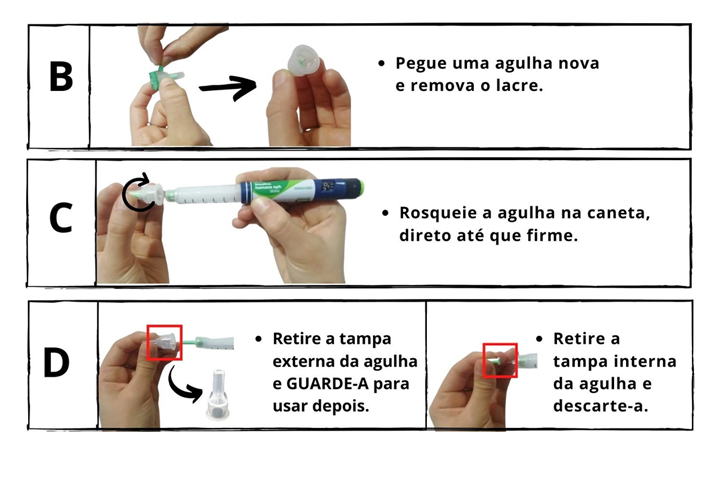 B
• Pegue uma agulha nova
e remova o lacre.
C
• Rosqueie a agulha na caneta,
direto até que firme.
D
• Retire a tampa
externa da agulha
e GUARDE-A para
usar depois.
• Retire a
tampa interna
da agulha e
descarte-a.